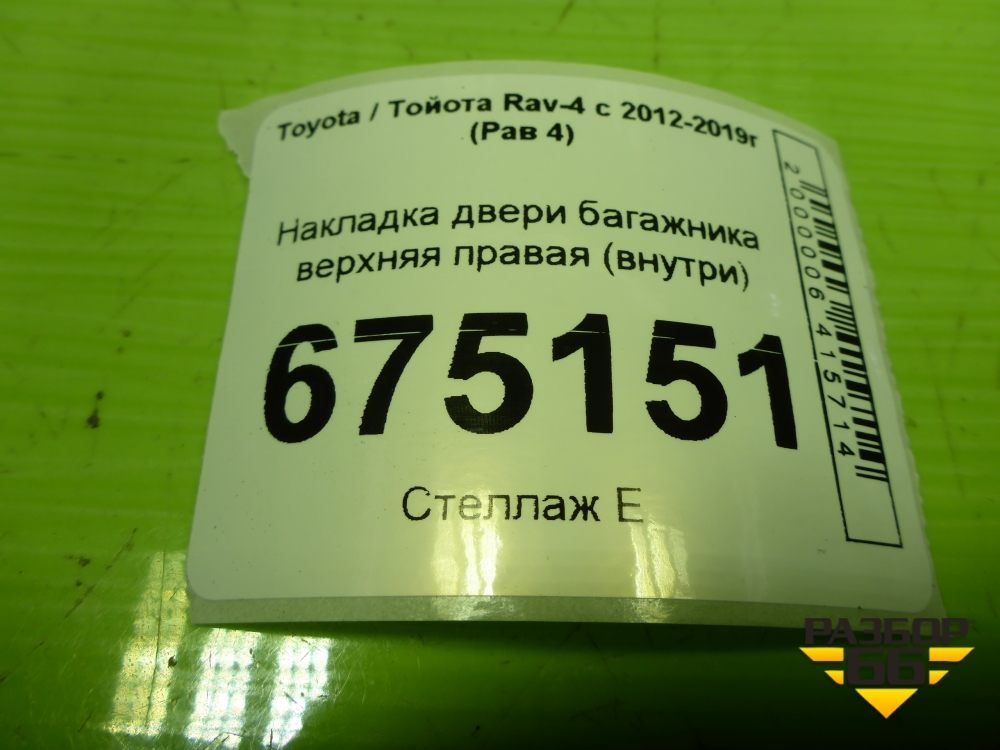 Toyota / Тойота Rav-4 с 2012-2019г
(Рав 4)
Накладка двери багажника
верхняя правая (внутри)
675151
Стеллаж Е
2000006415714
РАЗБОР
66